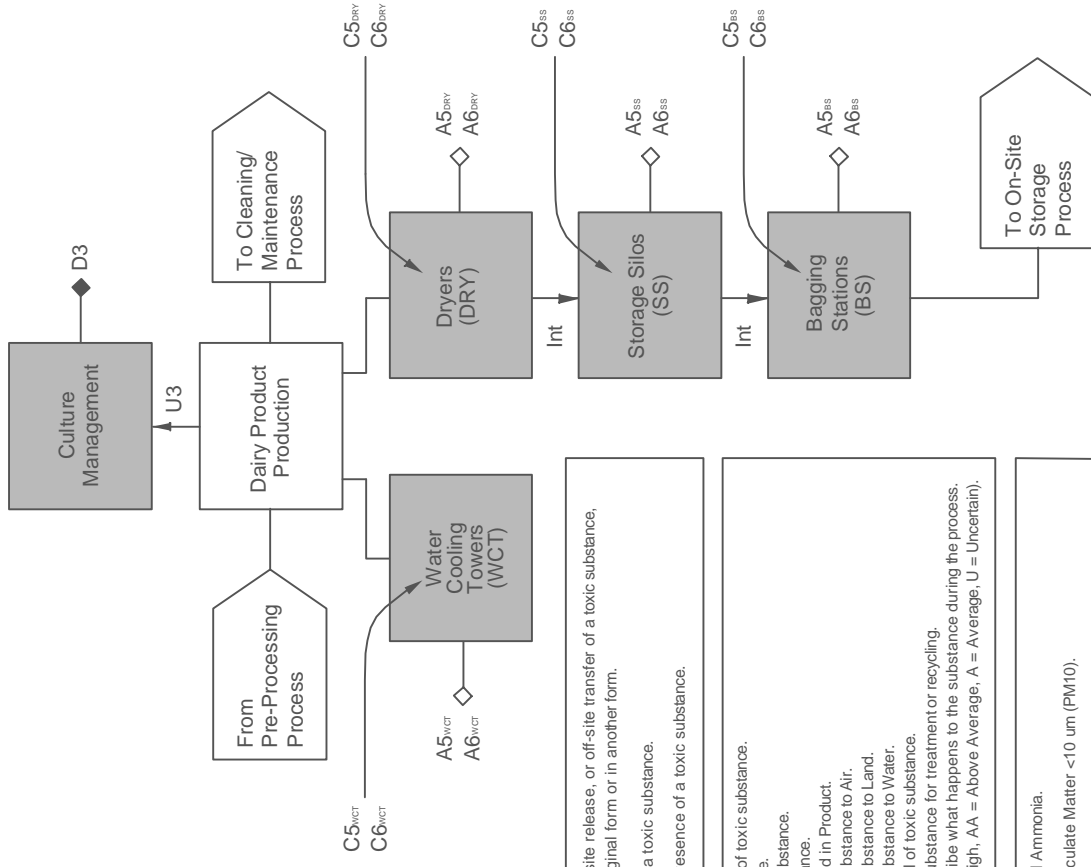 Culture
Management
D3
U3
From
Pre-Processing
Process
Dairy Product
Production
To Cleaning/
Maintenance
Process
C5WCT
C6WCT
Water
Cooling
Towers
(WCT)
A5WCT
A6WCT
C5DRY
C6DRY
Dryers
(DRY)
A5DRY
A6DRY
Int
C5SS
C6SS
Storage Silos
(SS)
A5SS
A6SS
Int
C5BS
C6BS
Bagging
Stations
(BS)
A5BS
A6BS
To On-Site
Storage
Process
site release, or off-site transfer of a toxic substance,
ginal form or in another form.
a toxic substance.
esence of a toxic substance.
of toxic substance.
e.
bstance.
ance.
d in Product.
bstance to Air.
bstance to Land.
bstance to Water.
l of toxic substance.
ubstance for treatment or recycling.
ibe what happens to the substance during the process.
igh, AA = Above Average, A = Average, U = Uncertain).
Ammonia.
culate Matter <10 um (PM10).